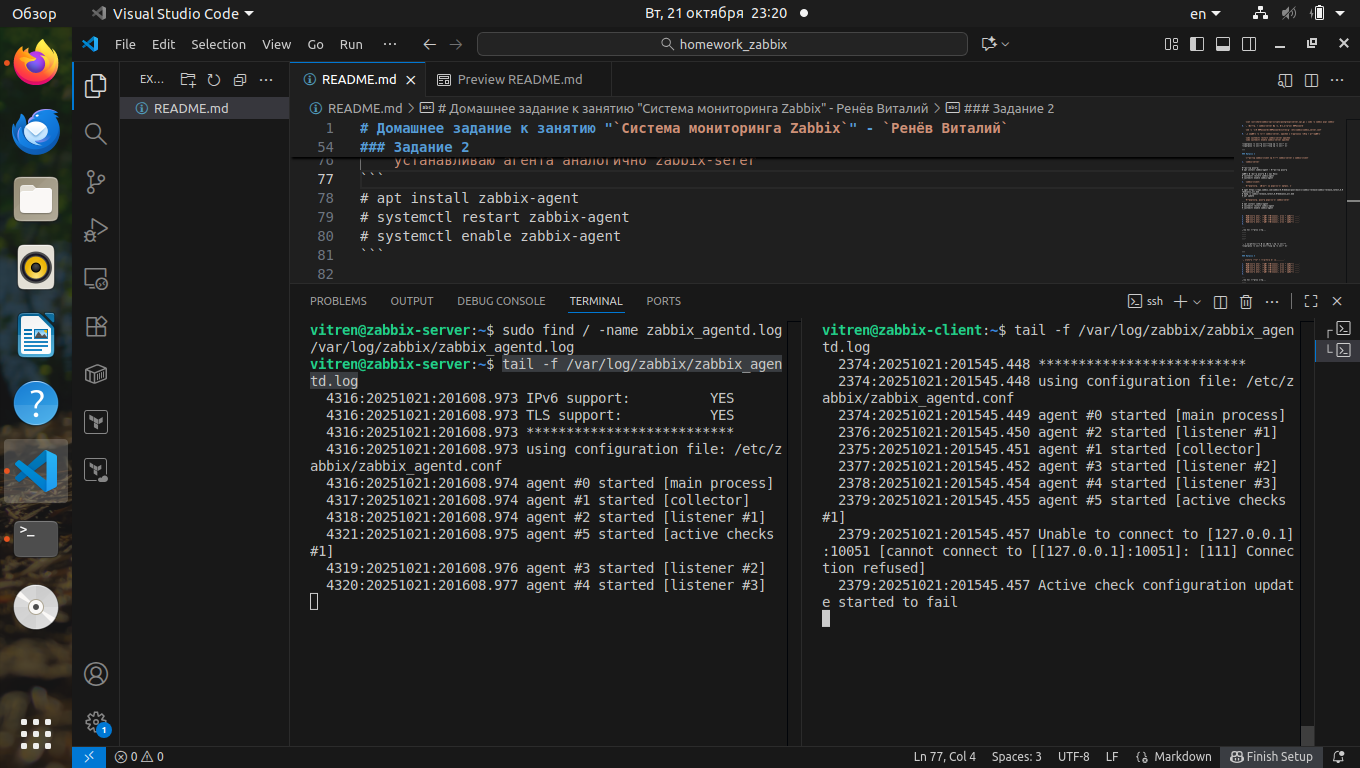 Обзор
Visual Studio Code
Вт, 21 октября 23:20
en
File Edit Selection View Go Run ···
homework_zabbix
EX... ···
README.md
Preview README.md
README.md
README.md > # Домашнее задание к занятию "Система мониторинга Zabbix" - Ренёв Виталий > ### Задание 2
1 # Домашнее задание к занятию "`Система мониторинга Zabbix`" - `Ренёв Виталий`
54 ### Задание 2
76 устанавливаю агента аналогично zabbix-serer
77 ```
78 # apt install zabbix-agent
79 # systemctl restart zabbix-agent
80 # systemctl enable zabbix-agent
81 ```
82
PROBLEMS OUTPUT DEBUG CONSOLE TERMINAL PORTS
ssh
vitren@zabbix-server:~$ sudo find / -name zabbix_agentd.log
/var/log/zabbix/zabbix_agentd.log
vitren@zabbix-server:~$ tail -f /var/log/zabbix/zabbix_agen
td.log
4316:20251021:201608.973 IPv6 support: YES
4316:20251021:201608.973 TLS support: YES
4316:20251021:201608.973 **************************
4316:20251021:201608.973 using configuration file: /etc/z
abbix/zabbix_agentd.conf
4316:20251021:201608.974 agent #0 started [main process]
4317:20251021:201608.974 agent #1 started [collector]
4318:20251021:201608.974 agent #2 started [listener #1]
4321:20251021:201608.975 agent #5 started [active checks
#1]
4319:20251021:201608.976 agent #3 started [listener #2]
4320:20251021:201608.977 agent #4 started [listener #3]
vitren@zabbix-client:~$ tail -f /var/log/zabbix/zabbix_agen
td.log
2374:20251021:201545.448 **************************
2374:20251021:201545.448 using configuration file: /etc/z
abbix/zabbix_agentd.conf
2374:20251021:201545.449 agent #0 started [main process]
2376:20251021:201545.450 agent #2 started [listener #1]
2375:20251021:201545.451 agent #1 started [collector]
2377:20251021:201545.452 agent #3 started [listener #2]
2378:20251021:201545.454 agent #4 started [listener #3]
2379:20251021:201545.455 agent #5 started [active checks
#1]
2379:20251021:201545.457 Unable to connect to [127.0.0.1]
:10051 [cannot connect to [[127.0.0.1]:10051]: [111] Connec
tion refused]
2379:20251021:201545.457 Active check configuration updat
e started to fail
1
0 0
Ln 77, Col 4 Spaces: 3 UTF-8 LF Markdown Finish Setup